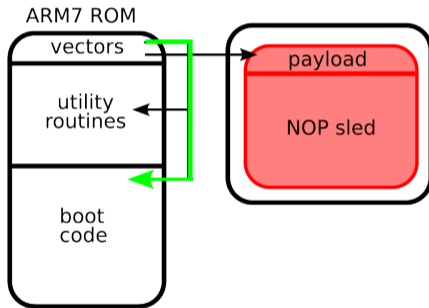 ARM7 ROM
vectors
utility
routines
boot
code
payload
NOP sled